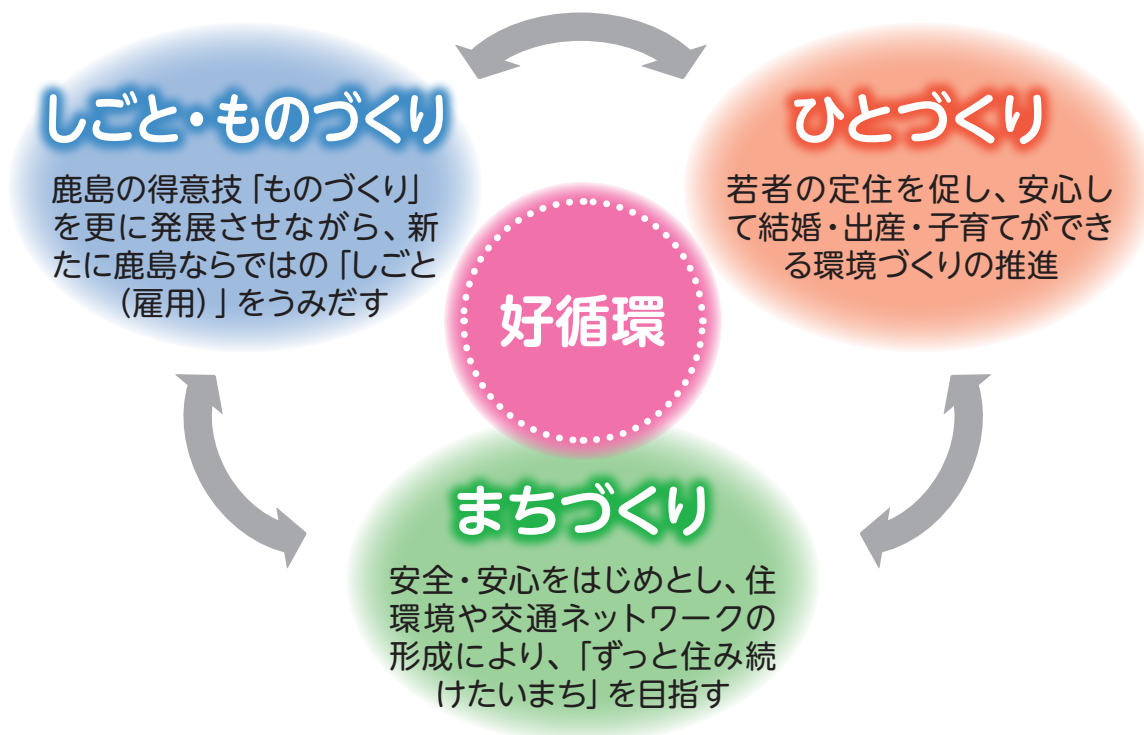 しごと・ものづくり
鹿島の得意技「ものづくり」
を更に発展させながら、新
たに鹿島ならではの「しごと
(雇用)」をうみだす
ひとづくり
若者の定住を促し、安心し
て結婚・出産・子育てができ
る環境づくりの推進
好循環
まちづくり
安全・安心をはじめとし、住
環境や交通ネットワークの
形成により、「ずっと住み続
けたいまち」を目指す